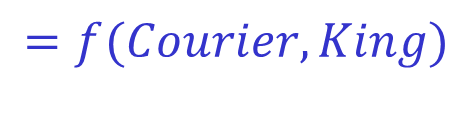 = f(Courier, King)